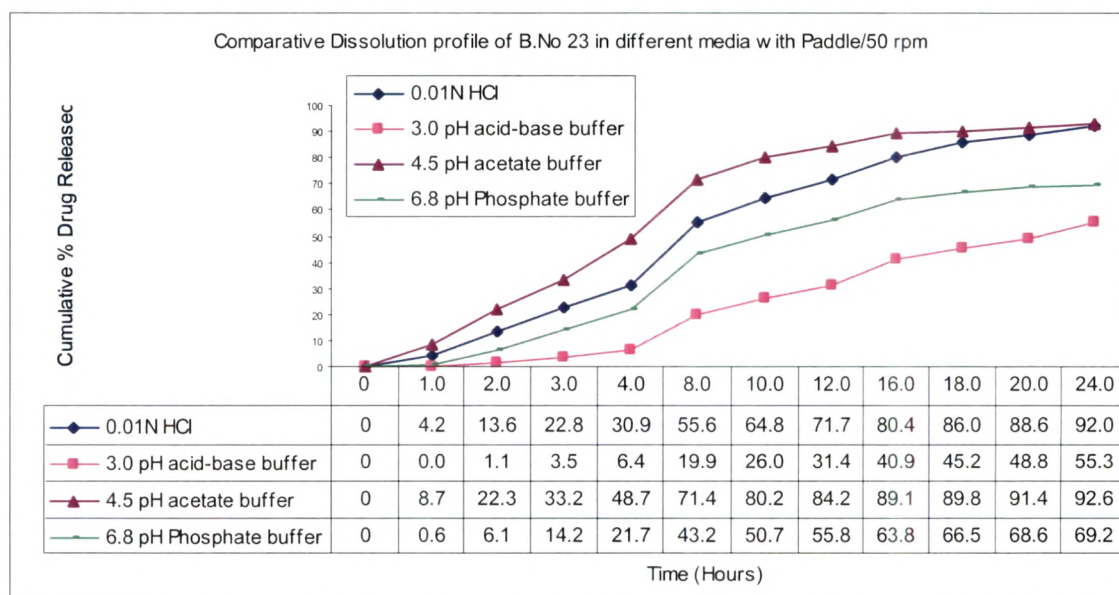 Comparative Dissolution profile of B.No 23 in different media with Paddle/50 rpm
Cumulative % Drug Released
0.01N HCl
3.0 pH acid-base buffer
4.5 pH acetate buffer
6.8 pH Phosphate buffer
100
90
80
70
60
50
40
30
20
10
0
0 1.0 2.0 3.0 4.0 8.0 10.0 12.0 16.0 18.0 20.0 24.0
0.01N HCl 0 4.2 13.6 22.8 30.9 55.6 64.8 71.7 80.4 86.0 88.6 92.0
3.0 pH acid-base buffer 0 0.0 1.1 3.5 6.4 19.9 26.0 31.4 40.9 45.2 48.8 55.3
4.5 pH acetate buffer 0 8.7 22.3 33.2 48.7 71.4 80.2 84.2 89.1 89.8 91.4 92.6
6.8 pH Phosphate buffer 0 0.6 6.1 14.2 21.7 43.2 50.7 55.8 63.8 66.5 68.6 69.2
Time (Hours)